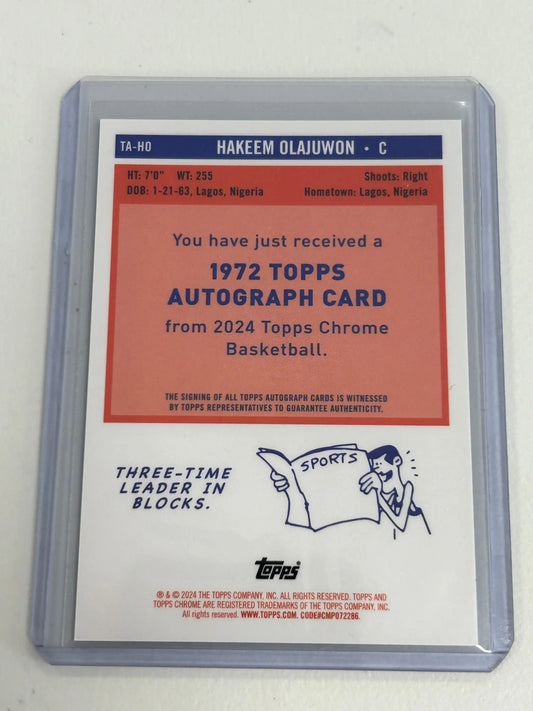 TA-HO HAKEEM OLAJUWON • C
HT: 7'0" WT: 255 Shoots: Right
DOB: 1-21-63, Lagos, Nigeria Hometown: Lagos, Nigeria
You have just received a
1972 TOPPS
AUTOGRAPH CARD
from 2024 Topps Chrome
Basketball.
THE SIGNING OF ALL TOPPS AUTOGRAPH CARDS IS WITNESSED
BY TOPPS REPRESENTATIVES TO GUARANTEE AUTHENTICITY.
SPORTS
THREE-TIME
LEADER IN
BLOCKS.
Topps®
® & © 2024 THE TOPPS COMPANY, INC. ALL RIGHTS RESERVED. TOPPS AND
TOPPS CHROME ARE REGISTERED TRADEMARKS OF THE TOPPS COMPANY, INC.
All rights reserved. WWW.TOPPS.COM. CODE#CMP072286.